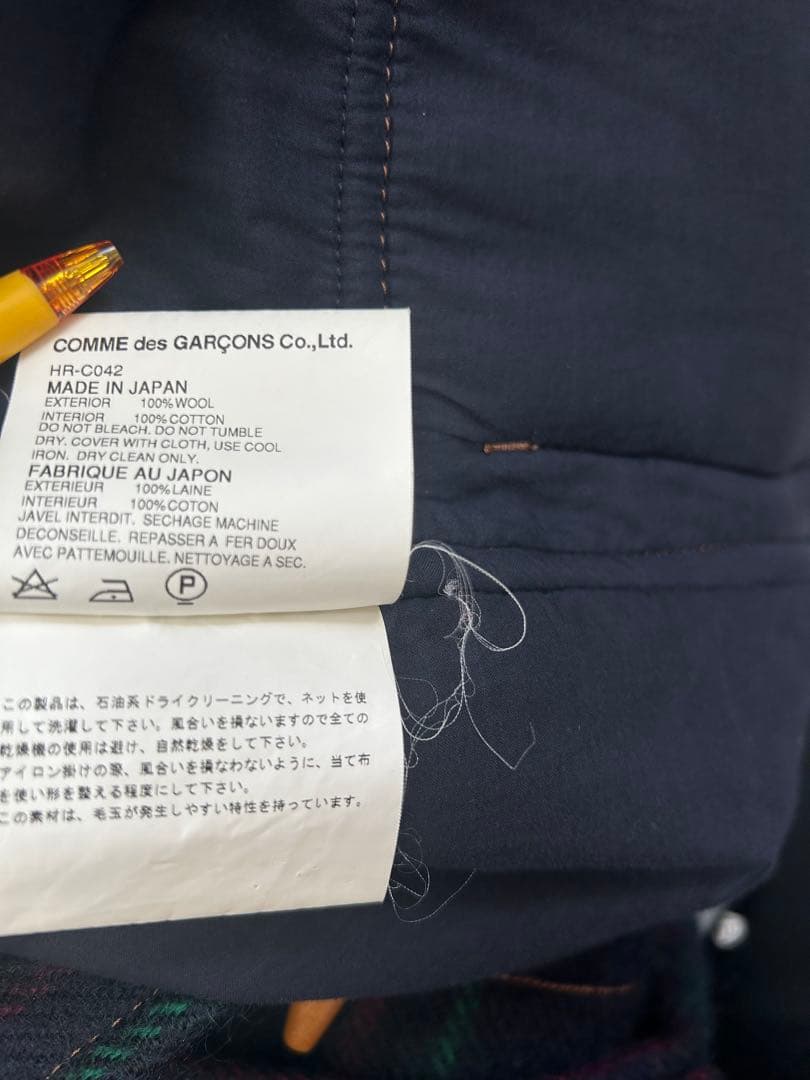 COMME des GARÇONS Co.,Ltd.
HR-C042
MADE IN JAPAN
EXTERIOR 100%WOOL
INTERIOR 100%COTTON
DO NOT BLEACH. DO NOT TUMBLE
DRY. COVER WITH CLOTH, USE COOL
IRON. DRY CLEAN ONLY.
FABRIQUE AU JAPON
EXTERIEUR 100%LAINE
INTERIEUR 100%COTON
JAVEL INTERDIT. SECHAGE MACHINE
DECONSEILLE. REPASSER A FER DOUX
AVEC PATTEMOUILLE. NETTOYAGE A SEC.
P
この製品は、石油系ドライクリーニングで、ネットを使
用して洗濯して下さい。風合いを損ないますので全ての
乾燥機の使用は避け、自然乾燥をして下さい。
アイロン掛けの際、風合いを損なわないように、当て布
を使い形を整える程度にして下さい。
この素材は、毛玉が発生しやすい特性を持っています。